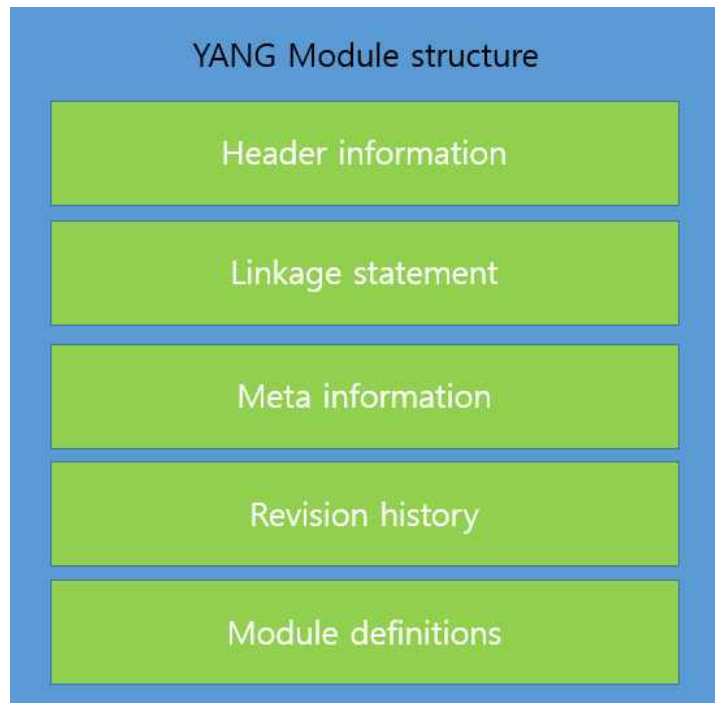 YANG Module structure
Header information
Linkage statement
Meta information
Revision history
Module definitions